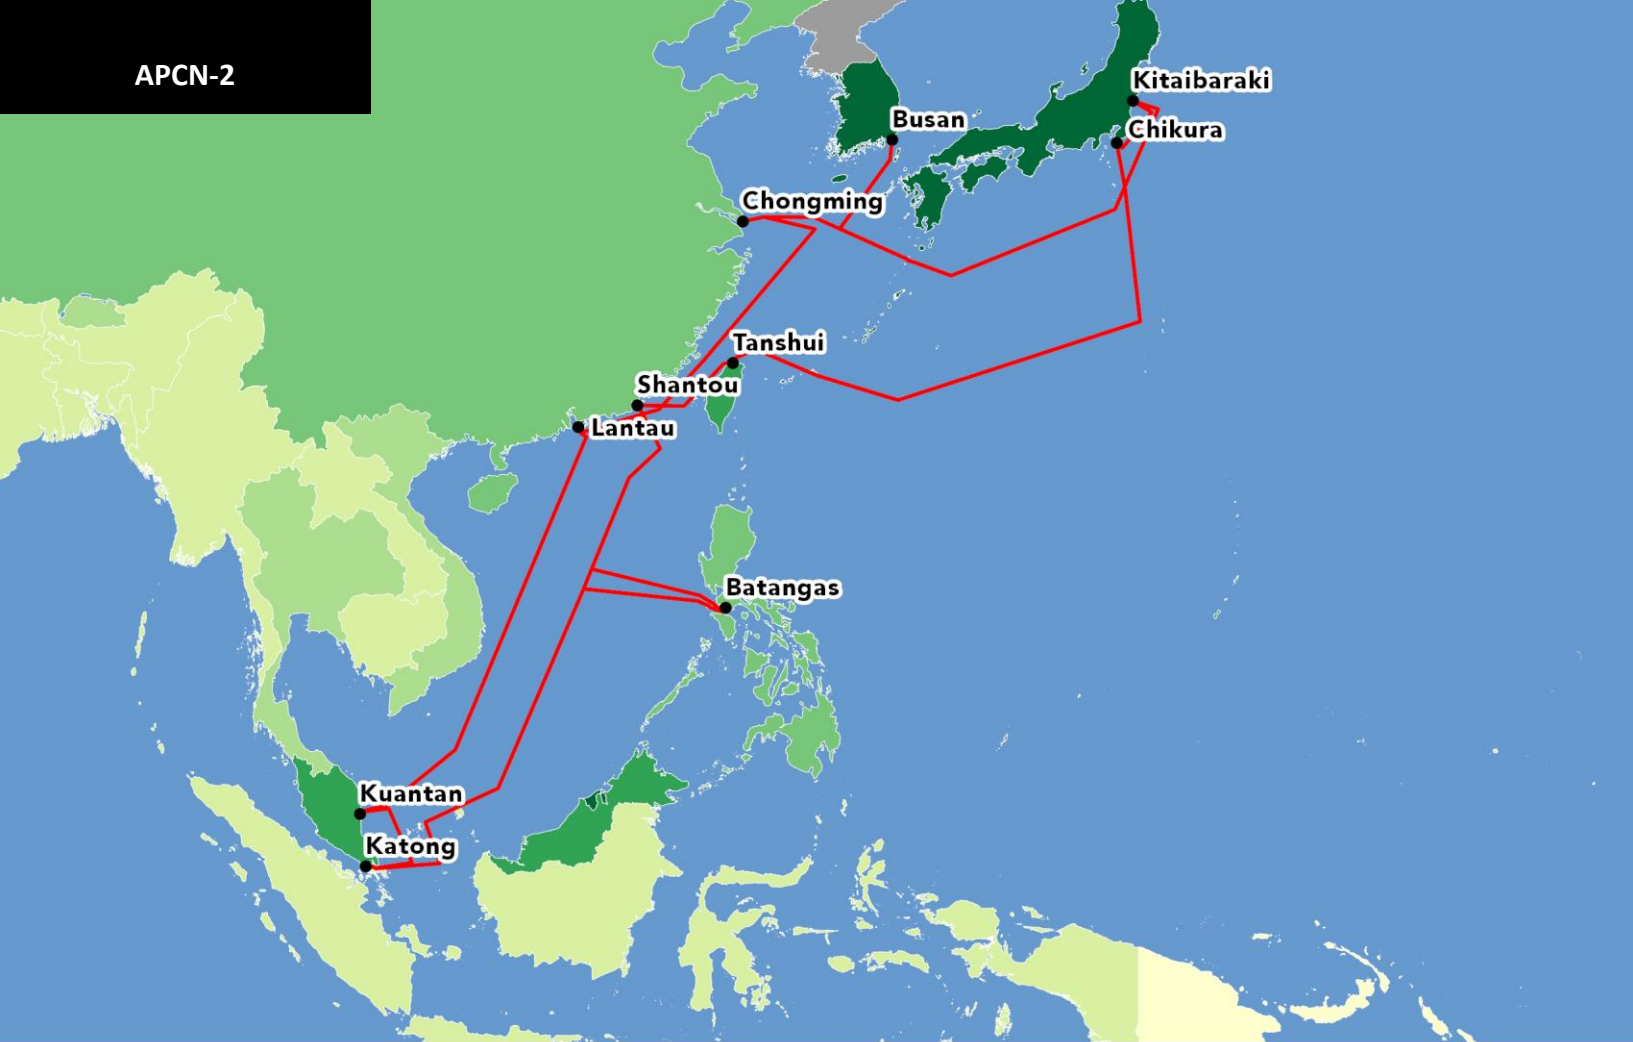 APCN-2
Kitaibaraki
Busan
Chikura
Chongming
Tanshui
Shantou
Lantau
Batangas
Kuantan
Katong